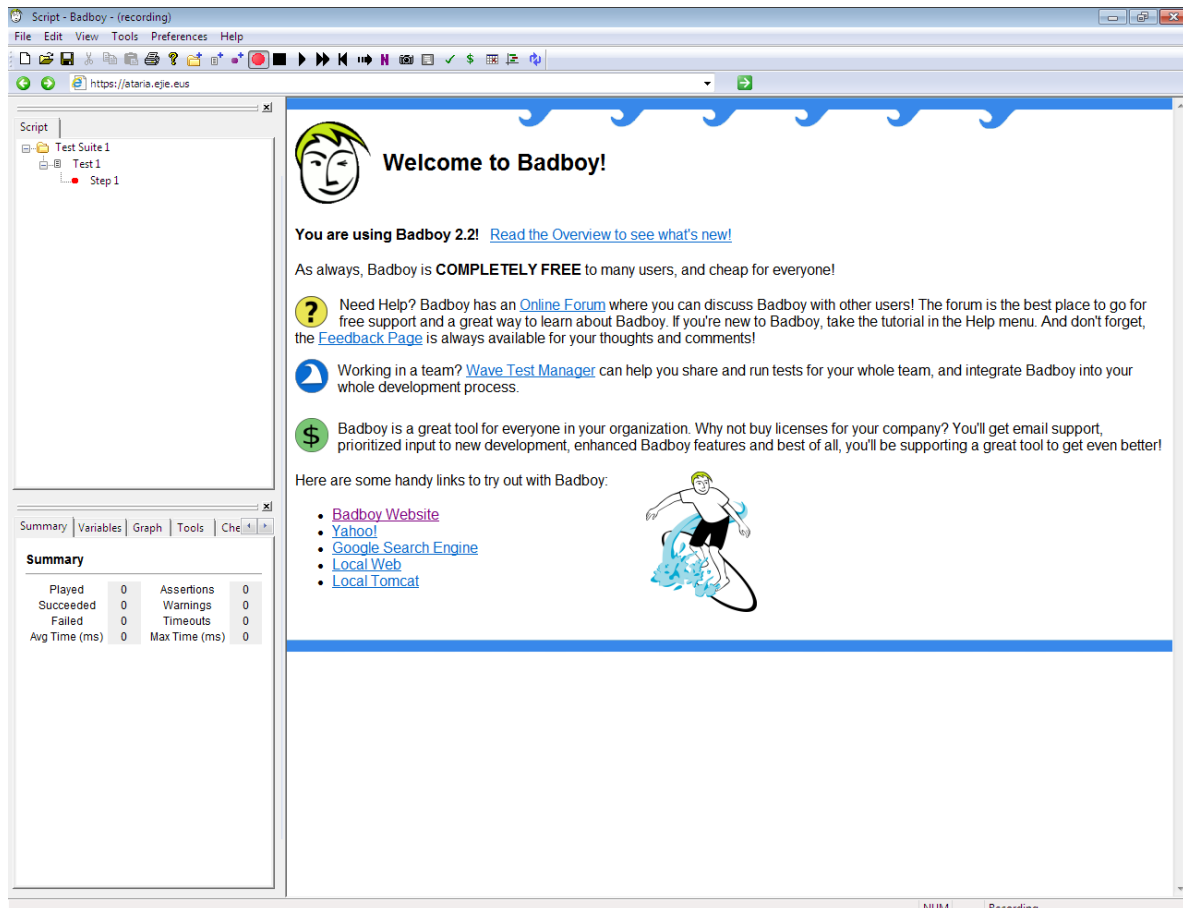 Script - Badboy - (recording)
File Edit View Tools Preferences Help
N $
https://ataria.ejie.eus
Script
Test Suite 1
Test 1
Step 1
Summary Variables Graph Tools Che
Summary
Played 0 Assertions 0
Succeeded 0 Warnings 0
Failed 0 Timeouts 0
Avg Time (ms) 0 Max Time (ms) 0
Welcome to Badboy!
You are using Badboy 2.2! Read the Overview to see what's new!
As always, Badboy is COMPLETELY FREE to many users, and cheap for everyone!
? Need Help? Badboy has an Online Forum where you can discuss Badboy with other users! The forum is the best place to go for
free support and a great way to learn about Badboy. If you're new to Badboy, take the tutorial in the Help menu. And don't forget,
the Feedback Page is always available for your thoughts and comments!
Working in a team? Wave Test Manager can help you share and run tests for your whole team, and integrate Badboy into your
whole development process.
$ Badboy is a great tool for everyone in your organization. Why not buy licenses for your company? You'll get email support,
prioritized input to new development, enhanced Badboy features and best of all, you'll be supporting a great tool to get even better!
Here are some handy links to try out with Badboy:
Badboy Website
Yahoo!
Google Search Engine
Local Web
Local Tomcat
NUM Recording